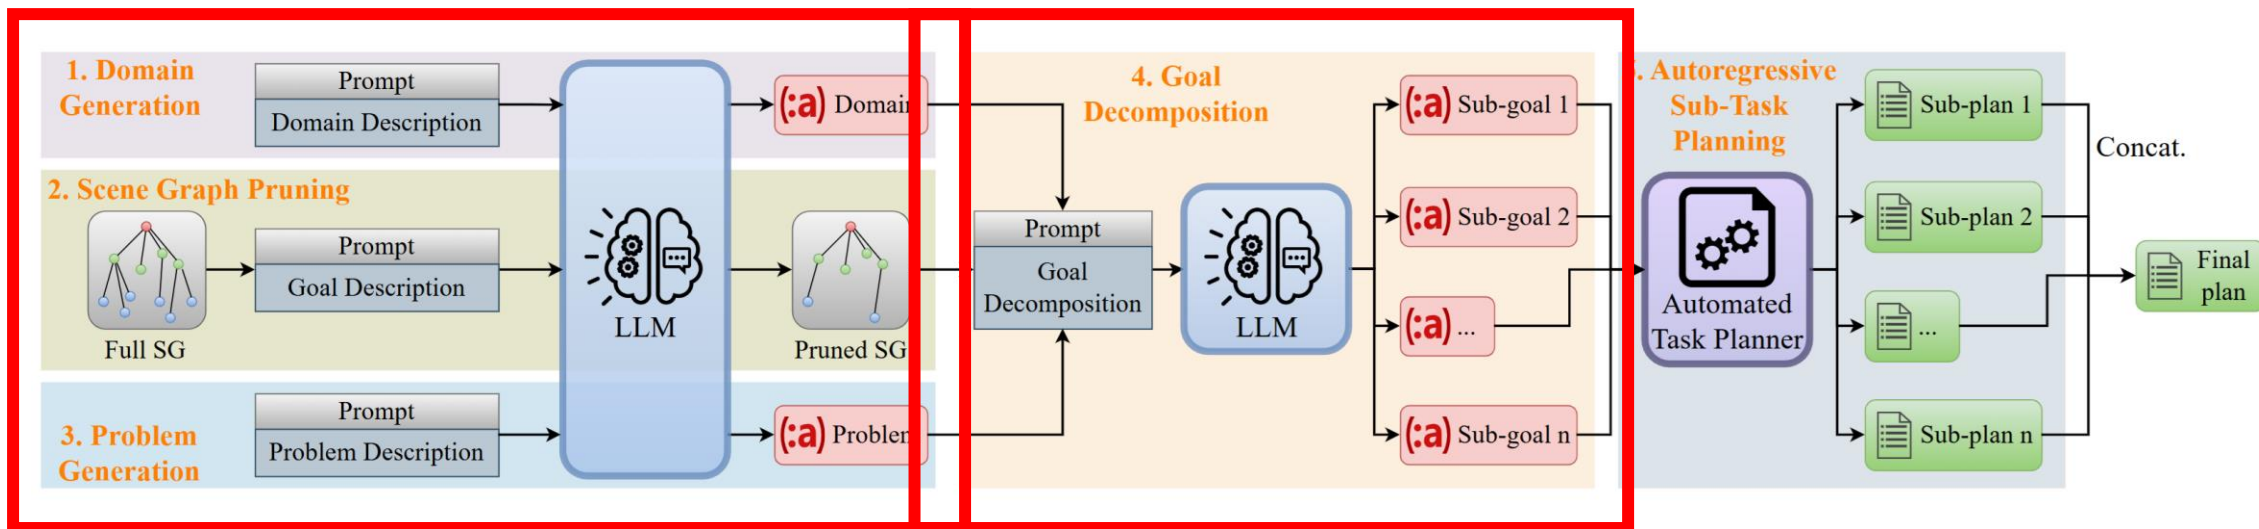 1. Domain
Generation
Prompt
Domain Description
(:a) Domain
2. Scene Graph Pruning
Full SG
Prompt
Goal Description
LLM
Pruned SG
3. Problem
Generation
Prompt
Problem Description
(:a) Problem
4. Goal
Decomposition
Prompt
Goal
Decomposition
LLM
(:a) Sub-goal 1
(:a) Sub-goal 2
(:a) ...
(:a) Sub-goal n
. Autoregressive
Sub-Task
Planning
Automated
Task Planner
Sub-plan 1
Sub-plan 2
...
Sub-plan n
Concat.
Final
plan